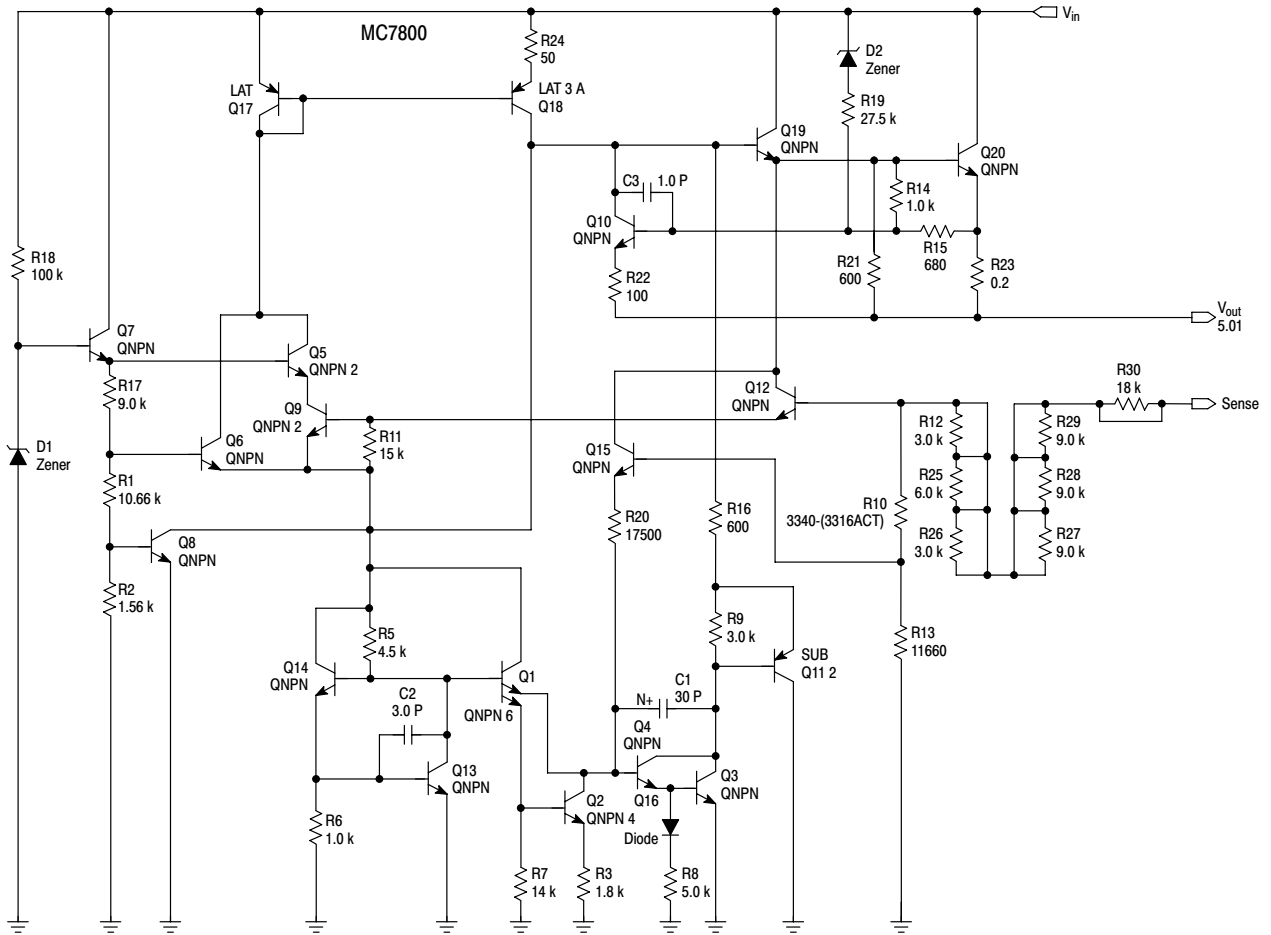 MC7800
Vin
R24
50
D2
Zener
LAT
Q17
LAT 3 A
Q18
R19
27.5 k
Q19
QNPN
Q20
QNPN
C3
1.0 P
R14
1.0 k
Q10
QNPN
R15
680
R18
100 k
R21
600
R23
0.2
R22
100
Vout
5.01
Q7
QNPN
Q5
QNPN 2
R17
9.0 k
R30
18 k
Sense
Q12
QNPN
Q9
QNPN 2
R12
3.0 k
R29
9.0 k
R11
15 k
Q6
QNPN
D1
Zener
Q15
QNPN
R25
6.0 k
R28
9.0 k
R1
10.66 k
R10
3340-(3316ACT)
R20
17500
R16
600
R26
3.0 k
R27
9.0 k
Q8
QNPN
R2
1.56 k
R9
3.0 k
R5
4.5 k
R13
11660
SUB
Q11 2
Q14
QNPN
Q1
QNPN 6
C2
3.0 P
C1
30 P
N+
Q4
QNPN
Q13
QNPN
Q3
QNPN
Q16
Q2
QNPN 4
R6
1.0 k
Diode
R7
14 k
R3
1.8 k
R8
5.0 k